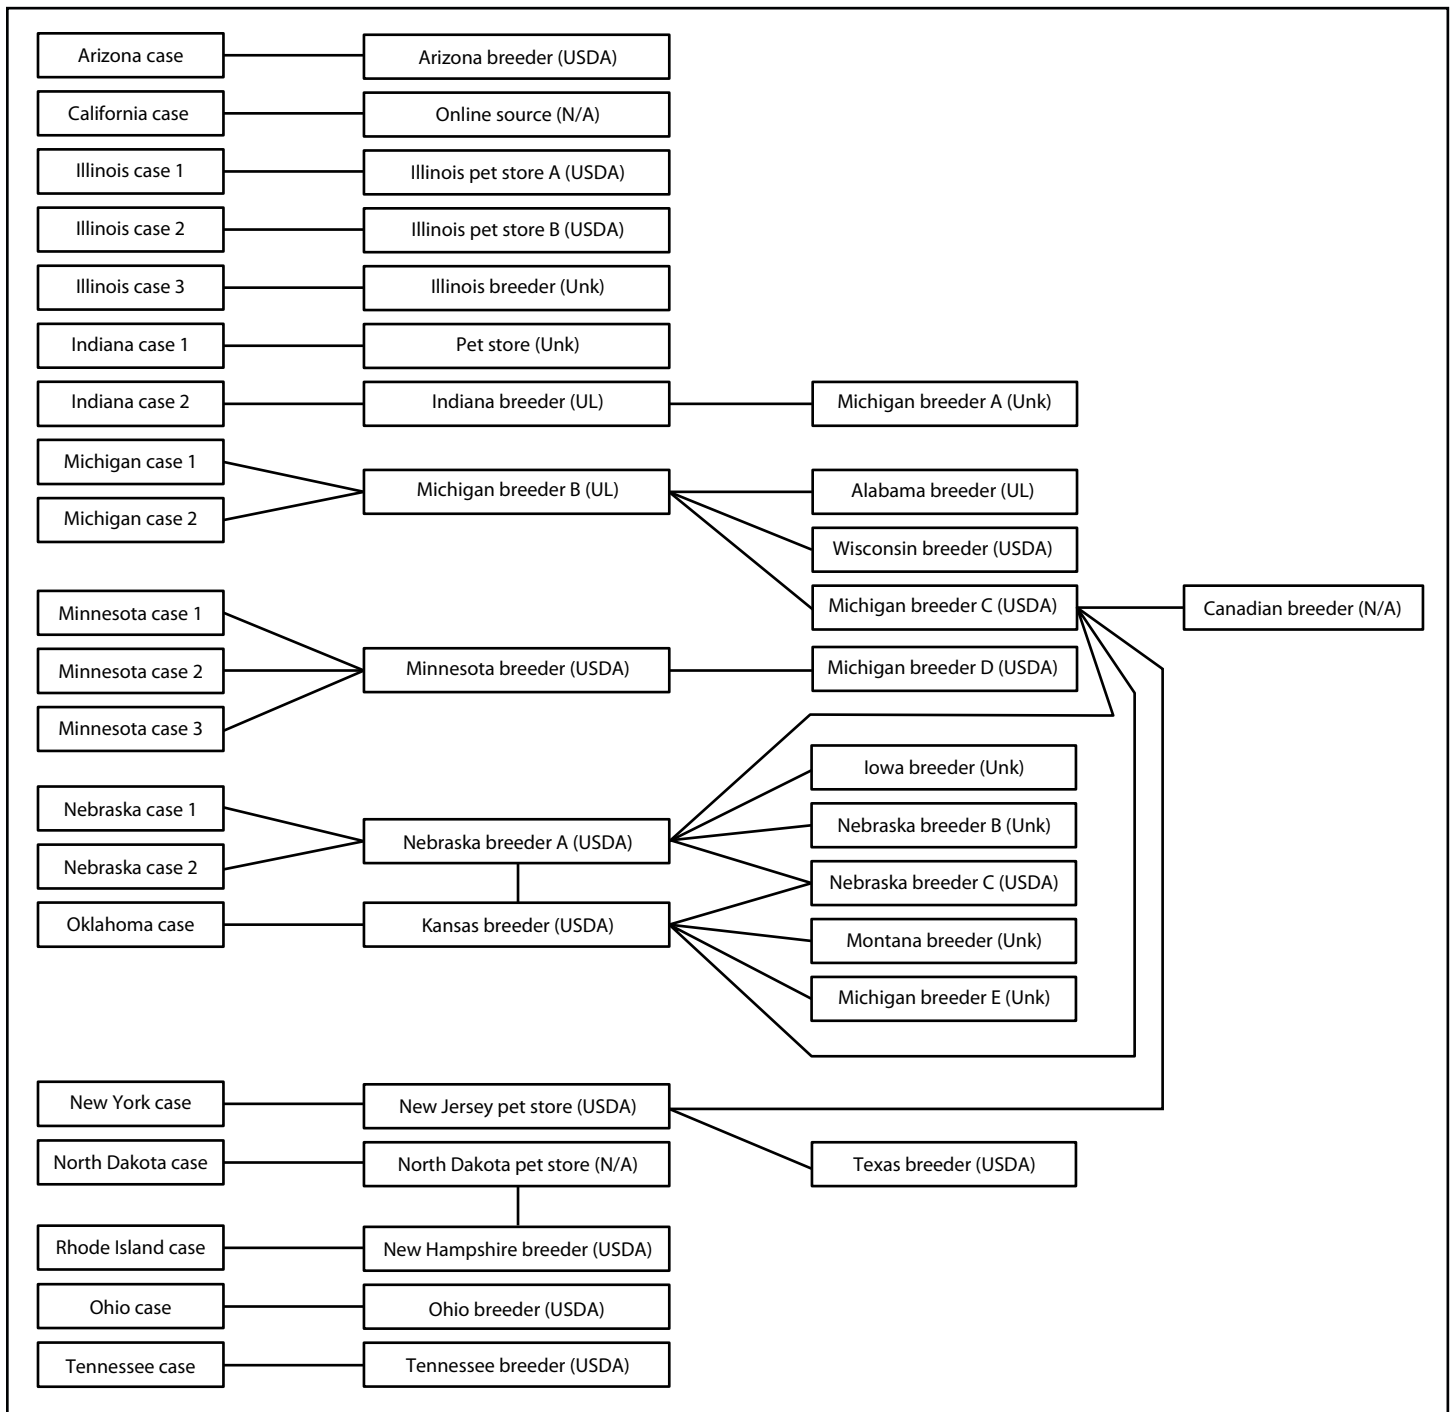 Arizona case
Arizona breeder (USDA)
California case
Online source (N/A)
Illinois case 1
Illinois pet store A (USDA)
Illinois case 2
Illinois pet store B (USDA)
Illinois case 3
Illinois breeder (Unk)
Indiana case 1
Pet store (Unk)
Indiana case 2
Indiana breeder (UL)
Michigan breeder A (Unk)
Michigan case 1
Michigan case 2
Michigan breeder B (UL)
Alabama breeder (UL)
Wisconsin breeder (USDA)
Michigan breeder C (USDA)
Canadian breeder (N/A)
Minnesota case 1
Minnesota case 2
Minnesota case 3
Minnesota breeder (USDA)
Michigan breeder D (USDA)
Nebraska case 1
Nebraska case 2
Nebraska breeder A (USDA)
Iowa breeder (Unk)
Nebraska breeder B (Unk)
Nebraska breeder C (USDA)
Oklahoma case
Kansas breeder (USDA)
Montana breeder (Unk)
Michigan breeder E (Unk)
New York case
New Jersey pet store (USDA)
North Dakota case
North Dakota pet store (N/A)
Texas breeder (USDA)
Rhode Island case
New Hampshire breeder (USDA)
Ohio case
Ohio breeder (USDA)
Tennessee case
Tennessee breeder (USDA)